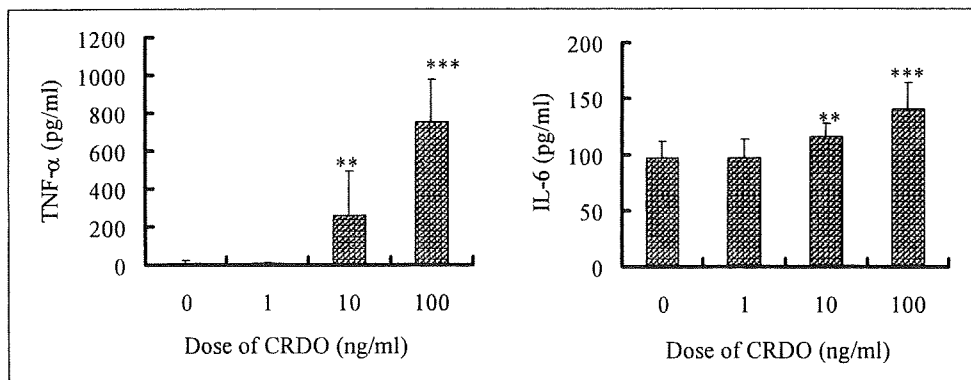 1200
1000
800
600
400
200
0
TNF-α (pg/ml)
**
***
0 1 10 100
Dose of CRDO (ng/ml)
200
150
100
50
0
IL-6 (pg/ml)
**
***
0 1 10 100
Dose of CRDO (ng/ml)